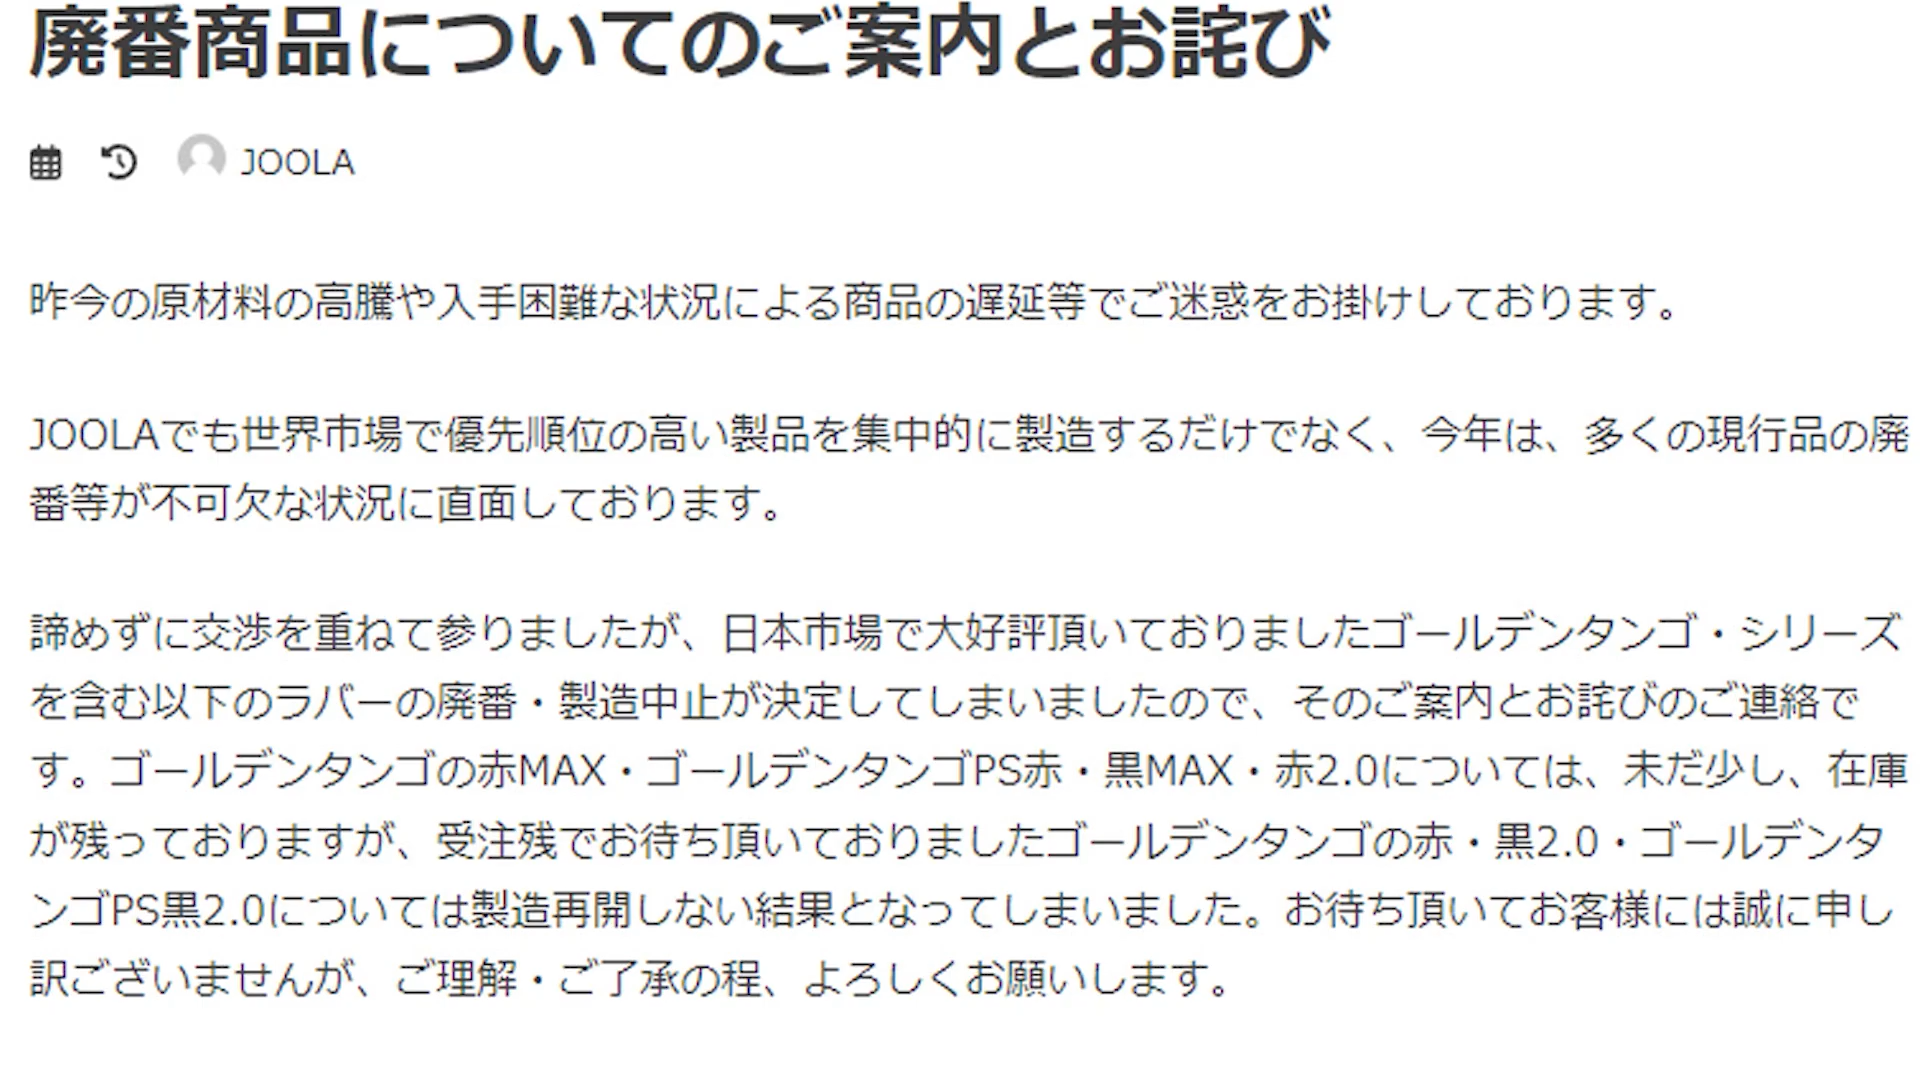 廃番商品についてのご案内とお詫び
JOOLA
昨今の原材料の高騰や入手困難な状況による商品の遅延等でご迷惑をお掛けしております。
JOOLAでも世界市場で優先順位の高い製品を集中的に製造するだけでなく、今年は、多くの現行品の廃
番等が不可欠な状況に直面しております。
諦めずに交渉を重ねて参りましたが、日本市場で大好評頂いておりましたゴールデンタンゴ・シリーズ
を含む以下のラバーの廃番・製造中止が決定してしまいましたので、そのご案内とお詫びのご連絡で
す。ゴールデンタンゴの赤MAX・ゴールデンタンゴPS赤・黒MAX・赤2.0については、未だ少し、在庫
が残っておりますが、受注残でお待ち頂いておりましたゴールデンタンゴの赤・黒2.0・ゴールデンタ
ンゴPS黒2.0については製造再開しない結果となってしまいました。お待ち頂いてお客様には誠に申し
訳ございませんが、ご理解・ご了承の程、よろしくお願いします。